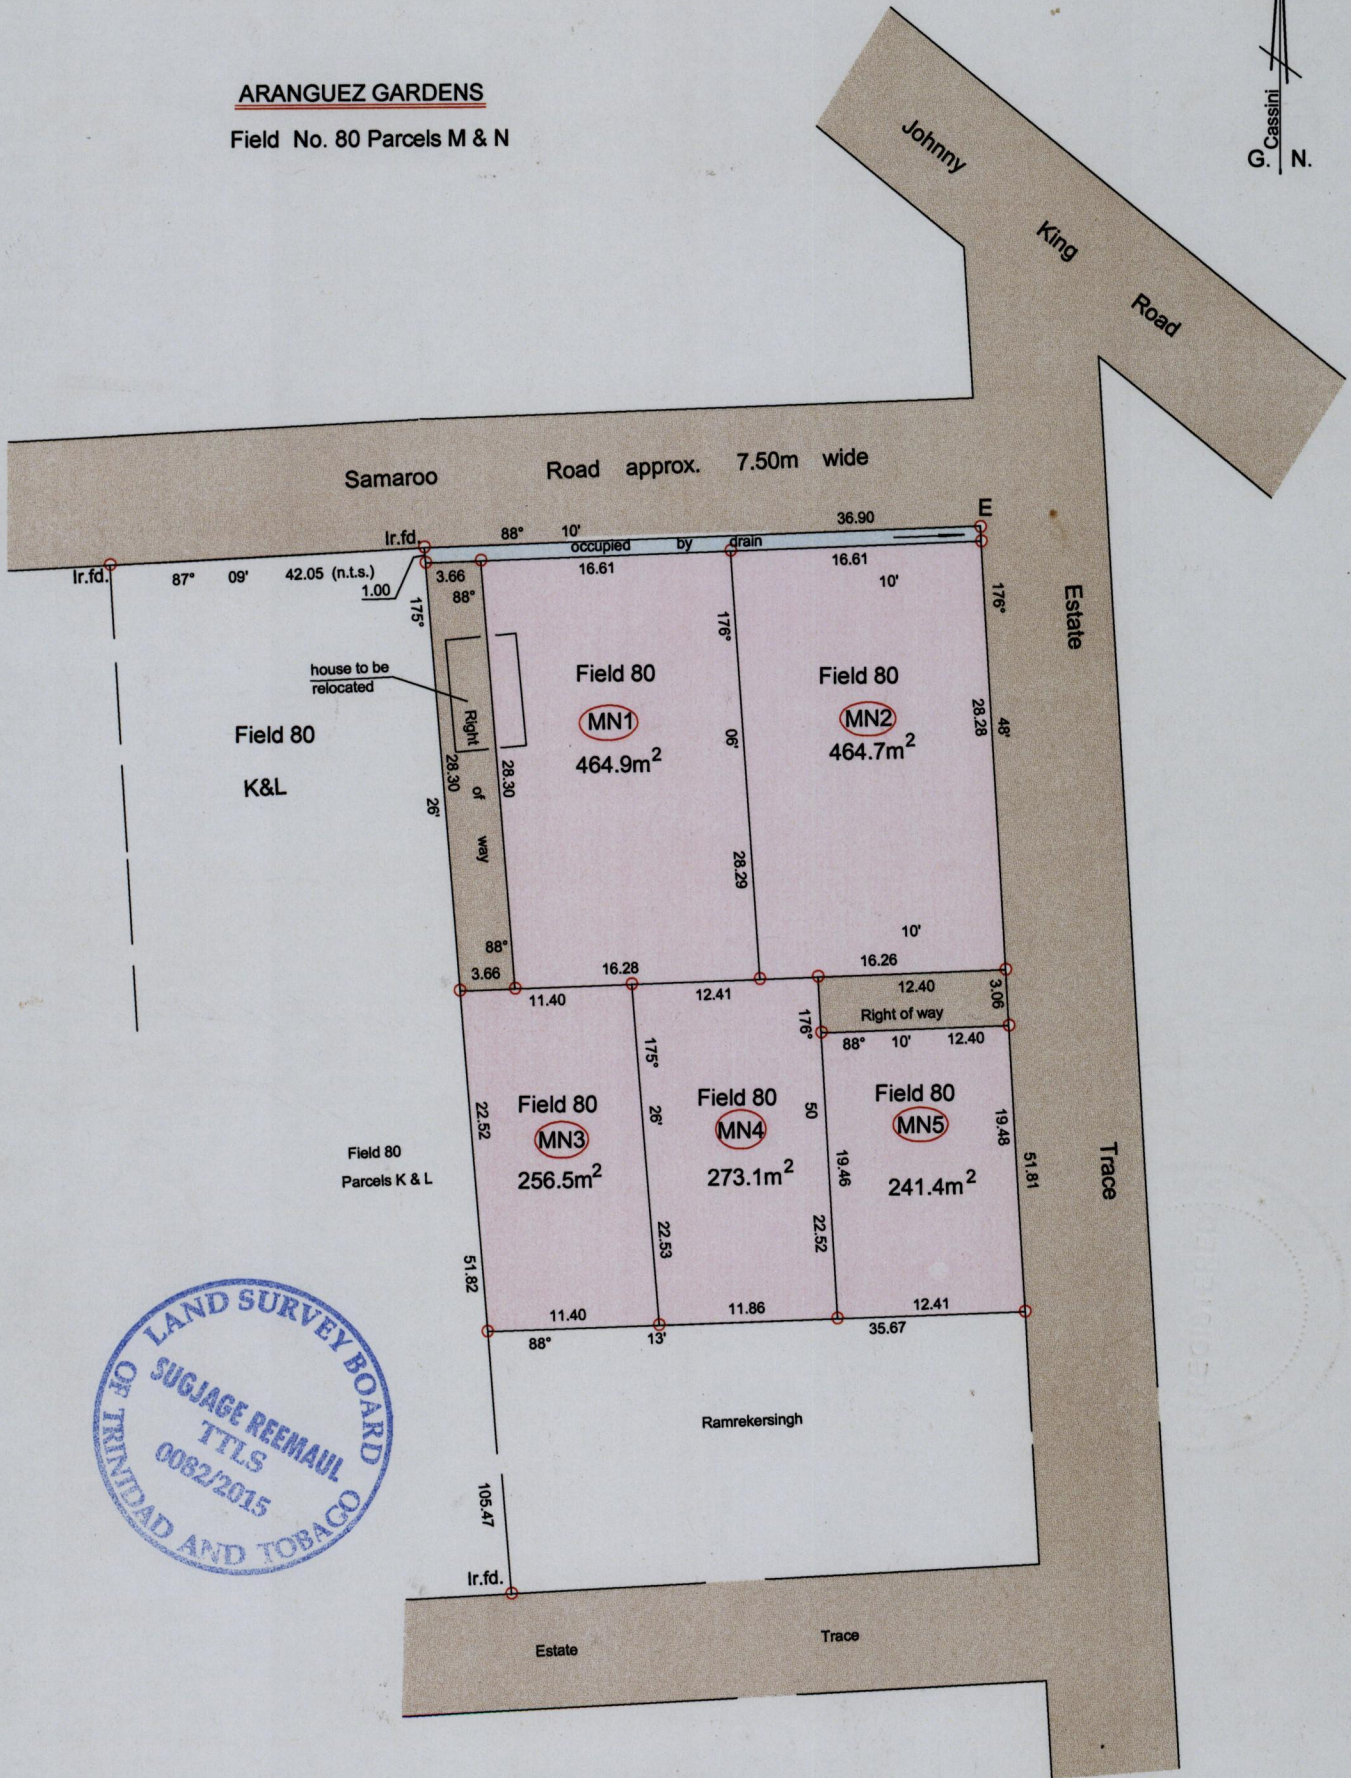 ARANGUEZ GARDENS
Field No. 80 Parcels M & N
Cassini
G. N.
Johnny King Road
Samaroo Road approx. 7.50m wide
E
36.90
Ir.fd. 88° 10'
occupied by drain
Ir.fd. 87° 09' 42.05 (n.t.s.)
1.00
3.66 16.61 16.61
88° 10'
175° 176° 176°
Estate
house to be
relocated
Right of way
Field 80
K&L
Field 80
MN1
464.9m²
Field 80
MN2
464.7m²
28.30 28.30
26'
06'
28.29
28.28 48'
88° 10'
3.66 16.28 16.26
11.40 12.41 12.40
3.06
Right of way
176° 88° 10' 12.40
175°
26'
50
22.52
Field 80
MN3
256.5m²
Field 80
MN4
273.1m²
Field 80
MN5
241.4m²
19.46
19.48
51.81
Trace
Field 80
Parcels K & L
22.53
22.52
51.82
11.40 11.86 12.41
88° 13' 35.67
Ramrekersingh
105.47
Ir.fd.
Estate Trace
LAND SURVEY BOARD
SUGJAGE REEMAUL
TTLS
0082/2015
OF TRINIDAD AND TOBAGO